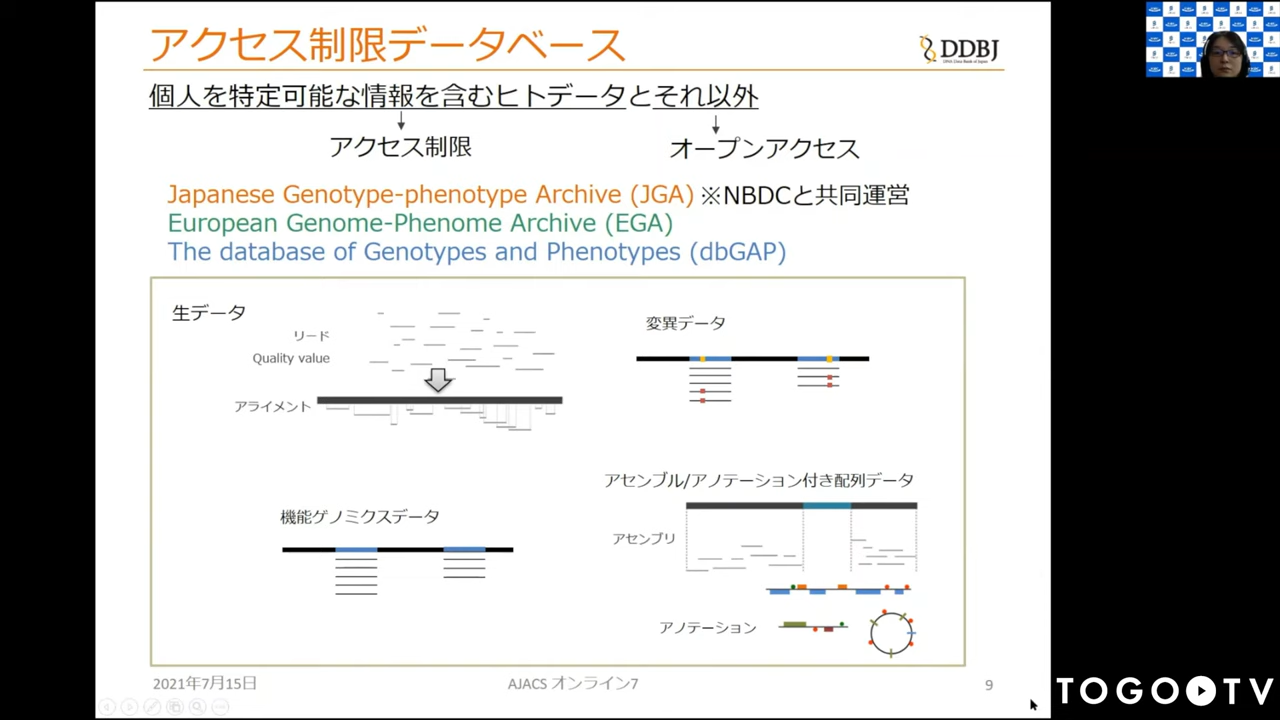 アクセス制限データベース
DDBJ
個人を特定可能な情報を含むヒトデータとそれ以外
アクセス制限
オープンアクセス
Japanese Genotype-phenotype Archive (JGA) ※NBDCと共同運営
European Genome-Phenome Archive (EGA)
The database of Genotypes and Phenotypes (dbGAP)
生データ
リード
Quality value
アライメント
変異データ
機能ゲノミクスデータ
アセンブル/アノテーション付き配列データ
アセンブリ
アノテーション
2021年7月15日
AJACS オンライン7
9
TOGO TV